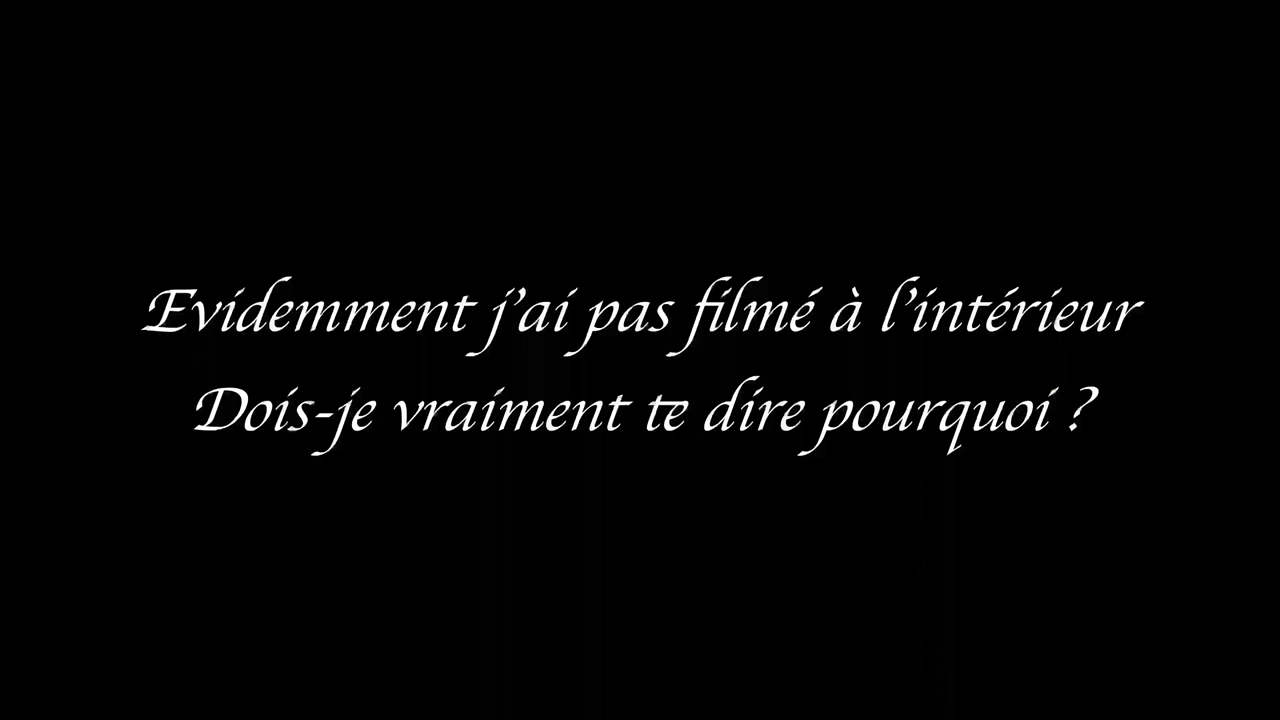 Evidemment j'ai pas filmé à l'intérieur
Dois-je vraiment te dire pourquoi ?